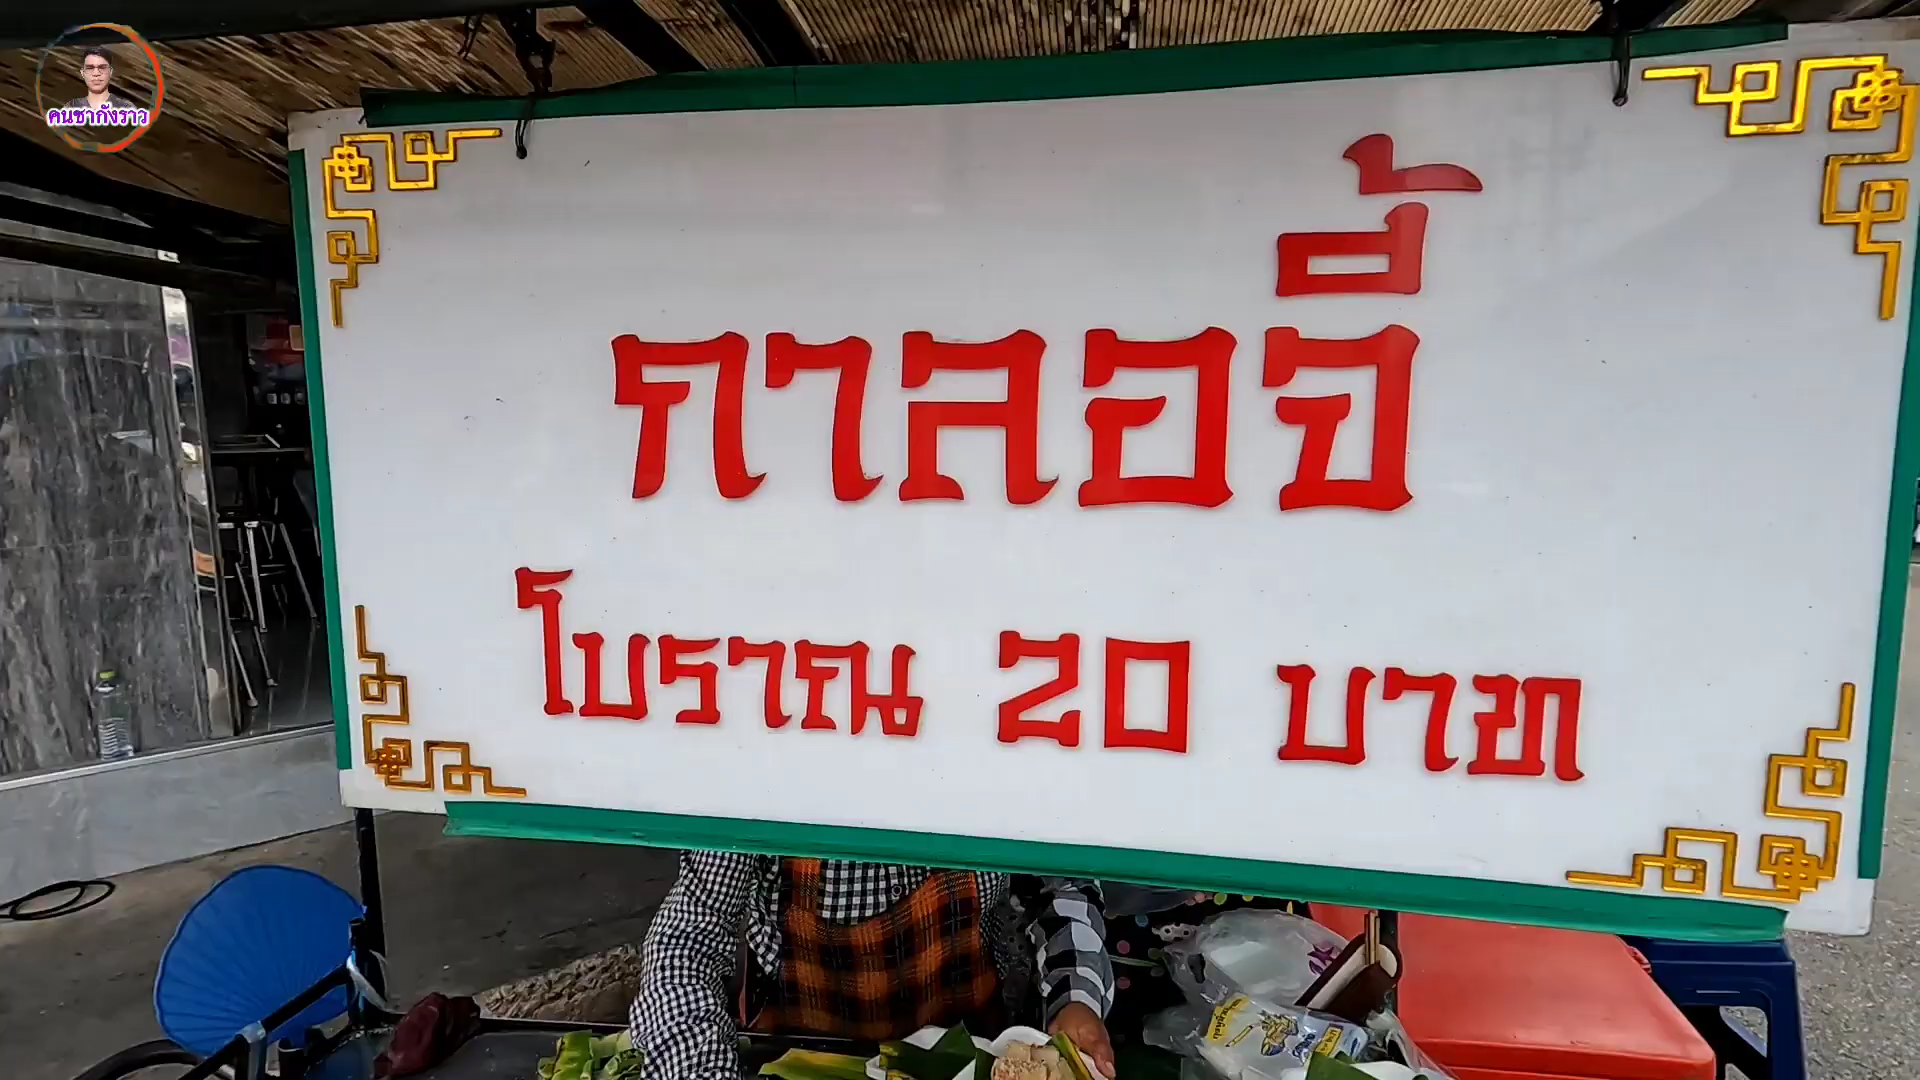 คนชากังราว
กาลอจี้
โบราณ 20 บาท